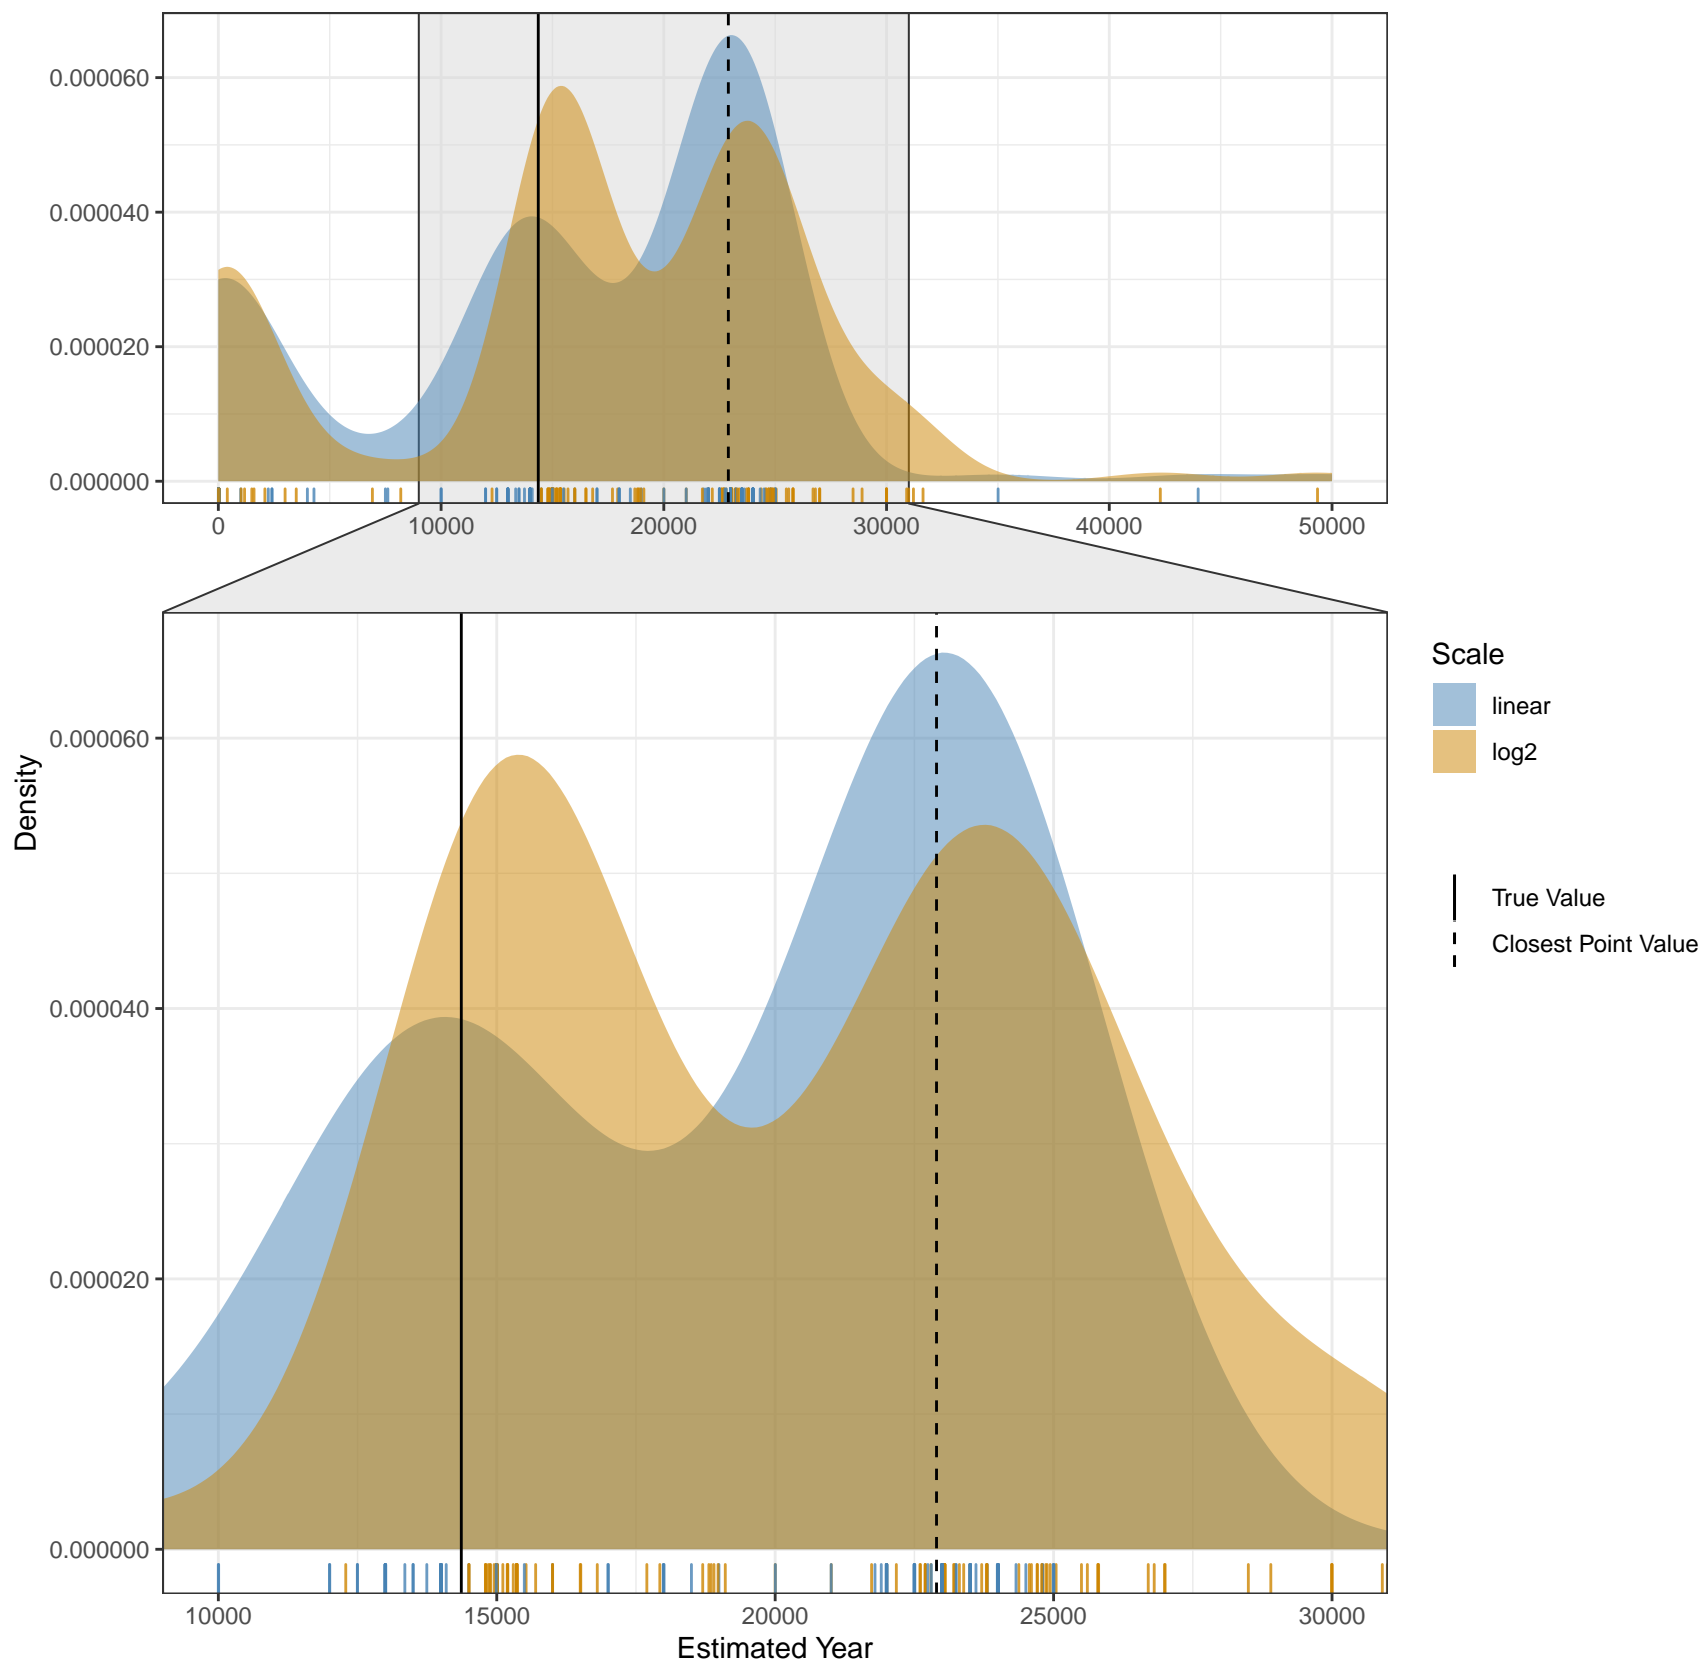 0.000060
0.000040
0.000020
0.000000
0 10000 20000 30000 40000 50000
Density
0.000060
0.000040
0.000020
0.000000
10000 15000 20000 25000 30000
Estimated Year
Scale
linear
log2
True Value
Closest Point Value